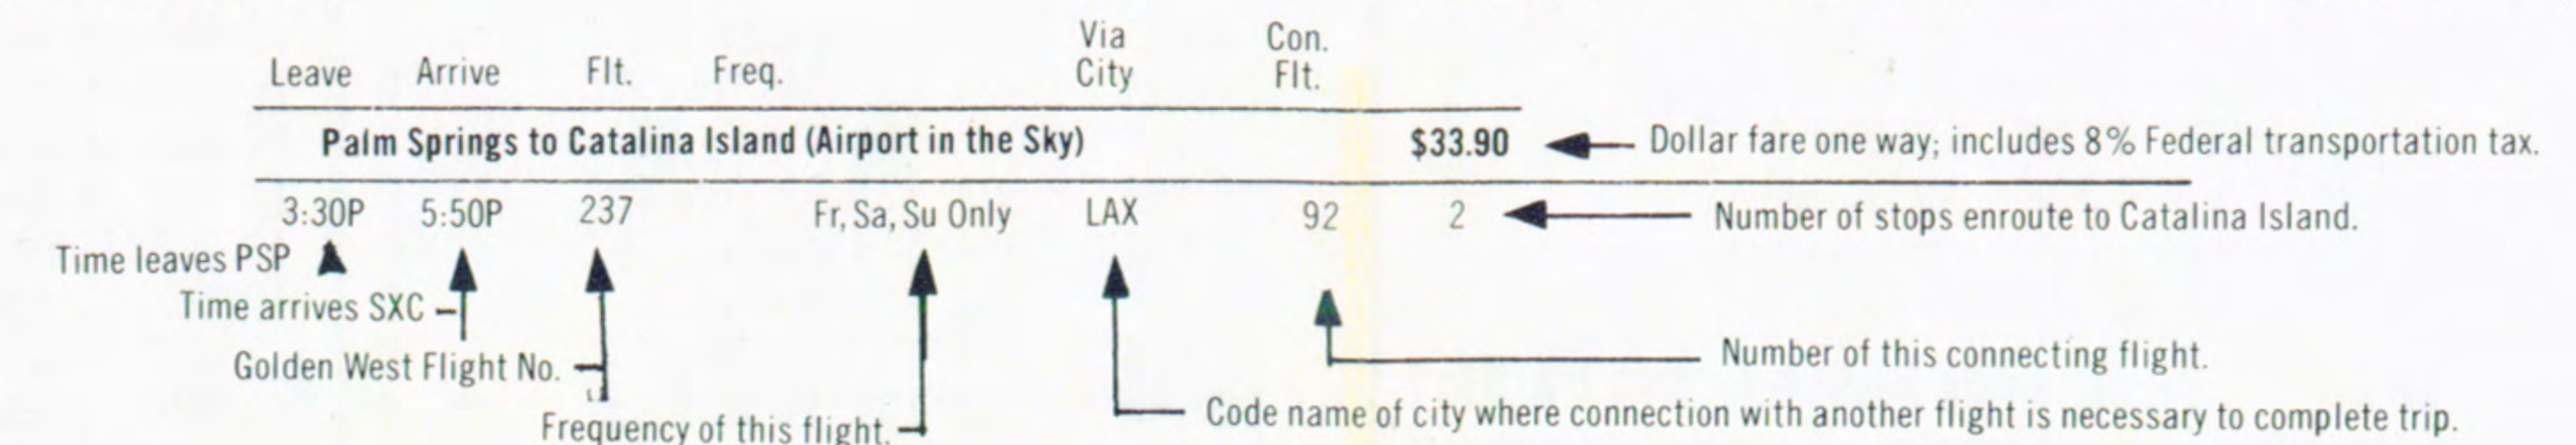 Leave Arrive Flt. Freq. Via City Con. Flt.
Palm Springs to Catalina Island (Airport in the Sky) $33.90 Dollar fare one way; includes 8% Federal transportation tax.
3:30P 5:50P 237 Fr, Sa, Su Only LAX 92 2 Number of stops enroute to Catalina Island.
Time leaves PSP
Time arrives SXC
Golden West Flight No.
Number of this connecting flight.
Frequency of this flight.
Code name of city where connection with another flight is necessary to complete trip.